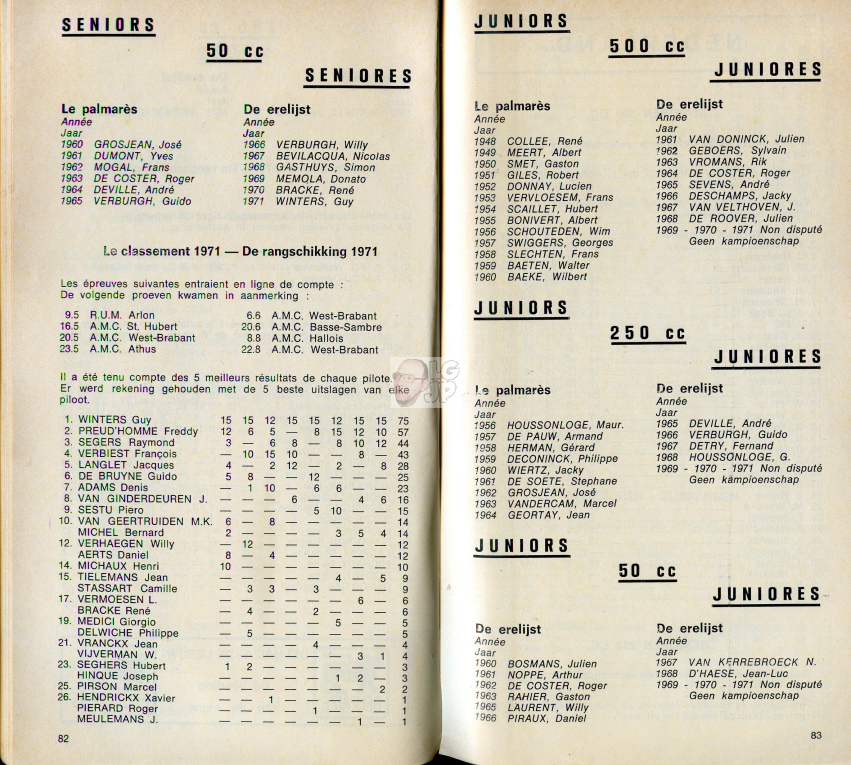 SENIORS
50 cc
SENIORES
Le palmarès
Année
Jaar
1960 GROSJEAN, José
1961 DUMONT, Yves
1962 MOGAL, Frans
1963 DE COSTER, Roger
1964 DEVILLE, André
1965 VERBURGH, Guido
De erelijst
Année
Jaar
1966 VERBURGH, Willy
1967 BEVILACQUA, Nicolas
1968 GASTHUYS, Simon
1969 MEMOLA, Donato
1970 BRACKE, René
1971 WINTERS, Guy
Le classement 1971 — De rangschikking 1971
Les épreuves suivantes entraient en ligne de compte :
De volgende proeven kwamen in aanmerking :
9.5 R.U.M. Arlon
16.5 A.M.C. St. Hubert
20.5 A.M.C. West-Brabant
23.5 A.M.C. Athus
6.6 A.M.C. West-Brabant
20.6 A.M.C. Basse-Sambre
8.8 A.M.C. Hallois
22.8 A.M.C. West-Brabant
Il a été tenu compte des 5 meilleurs résultats de chaque pilote.
Er werd rekening gehouden met de 5 beste uitslagen van elke
piloot.
1. WINTERS Guy 15 15 12 15 15 12 15 15 75
2. PREUD'HOMME Freddy 12 6 5 — 8 15 12 10 57
3. SEGERS Raymond 3 — 6 8 — 8 10 12 44
4. VERBIEST François — 10 15 10 — — 8 — 43
5. LANGLET Jacques 4 — 2 12 — 2 — 8 28
6. DE BRUYNE Guido 5 8 — — 12 — — — 25
7. ADAMS Denis — 1 10 — 6 6 — — 23
8. VAN GINDERDEUREN J. — — — 6 — — 4 6 16
9. SESTU Piero — — — — 5 10 — — 15
10. VAN GEERTRUIDEN M.K. 6 — 8 — — — — — 14
MICHEL Bernard 2 — — — — 3 5 4 14
12. VERHAEGEN Willy — 12 — — — — — — 12
AERTS Daniel 8 — 4 — — — — — 12
14. MICHAUX Henri 10 — — — — — — — 10
15. TIELEMANS Jean — — — — — 4 — 5 9
STASSART Camille — 3 3 — 3 — — — 9
17. VERMOESEN L. — — — — — — 6 — 6
BRACKE René — 4 — — 2 — — — 6
19. MEDICI Giorgio — — — — — 5 — — 5
DELWICHE Philippe — 5 — — — — — — 5
21. VRANCKX Jean — — — — 4 — — — 4
VIJVERMAN W. — — — — — — 3 1 4
23. SEGHERS Hubert 1 2 — — — — — — 3
HINQUE Joseph — — — — — 1 2 — 3
25. PIRSON Marcel — — — — — — — 2 2
26. HENDRICKX Xavier — — 1 — — — — — 1
PIERARD Roger — — — — 1 — — — 1
MEULEMANS J. — — — — — — 1 — 1
82
JUNIORS
500 cc
JUNIORES
Le palmarès
Année
Jaar
1948 COLLEE, René
1949 MEERT, Albert
1950 SMET, Gaston
1951 GILES, Robert
1952 DONNAY, Lucien
1953 VERVLOESEM, Frans
1954 SCAILLET, Hubert
1955 BONIVERT, Albert
1956 SCHOUTEDEN, Wim
1957 SWIGGERS, Georges
1958 SLECHTEN, Frans
1959 BAETEN, Walter
1960 BAEKE, Wilbert
De erelijst
Année
Jaar
1961 VAN DONINCK, Julien
1962 GEBOERS, Sylvain
1963 VROMANS, Rik
1964 DE COSTER, Roger
1965 SEVENS, André
1966 DESCHAMPS, Jacky
1967 VAN VELTHOVEN, J.
1968 DE ROOVER, Julien
1969 - 1970 - 1971 Non disputé
Geen kampioenschap
JUNIORS
250 cc
JUNIORES
Le palmarès
Année
Jaar
1956 HOUSSONLOGE, Maur.
1957 DE PAUW, Armand
1958 HERMAN, Gérard
1959 DECONINCK, Philippe
1960 WIERTZ, Jacky
1961 DE SOETE, Stephane
1962 GROSJEAN, José
1963 VANDERCAM, Marcel
1964 GEORTAY, Jean
De erelijst
Année
Jaar
1965 DEVILLE, André
1966 VERBURGH, Guido
1967 DETRY, Fernand
1968 HOUSSONLOGE, G.
1969 - 1970 - 1971 Non disputé
Geen kampioenschap
JUNIORS
50 cc
JUNIORES
De erelijst
Année
Jaar
1960 BOSMANS, Julien
1961 NOPPE, Arthur
1962 DE COSTER, Roger
1963 RAHIER, Gaston
1965 LAURENT, Willy
1966 PIRAUX, Daniel
De erelijst
Année
Jaar
1967 VAN KERREBROECK N.
1968 D'HAESE, Jean-Luc
1969 - 1970 - 1971 Non disputé
Geen kampioenschap
83